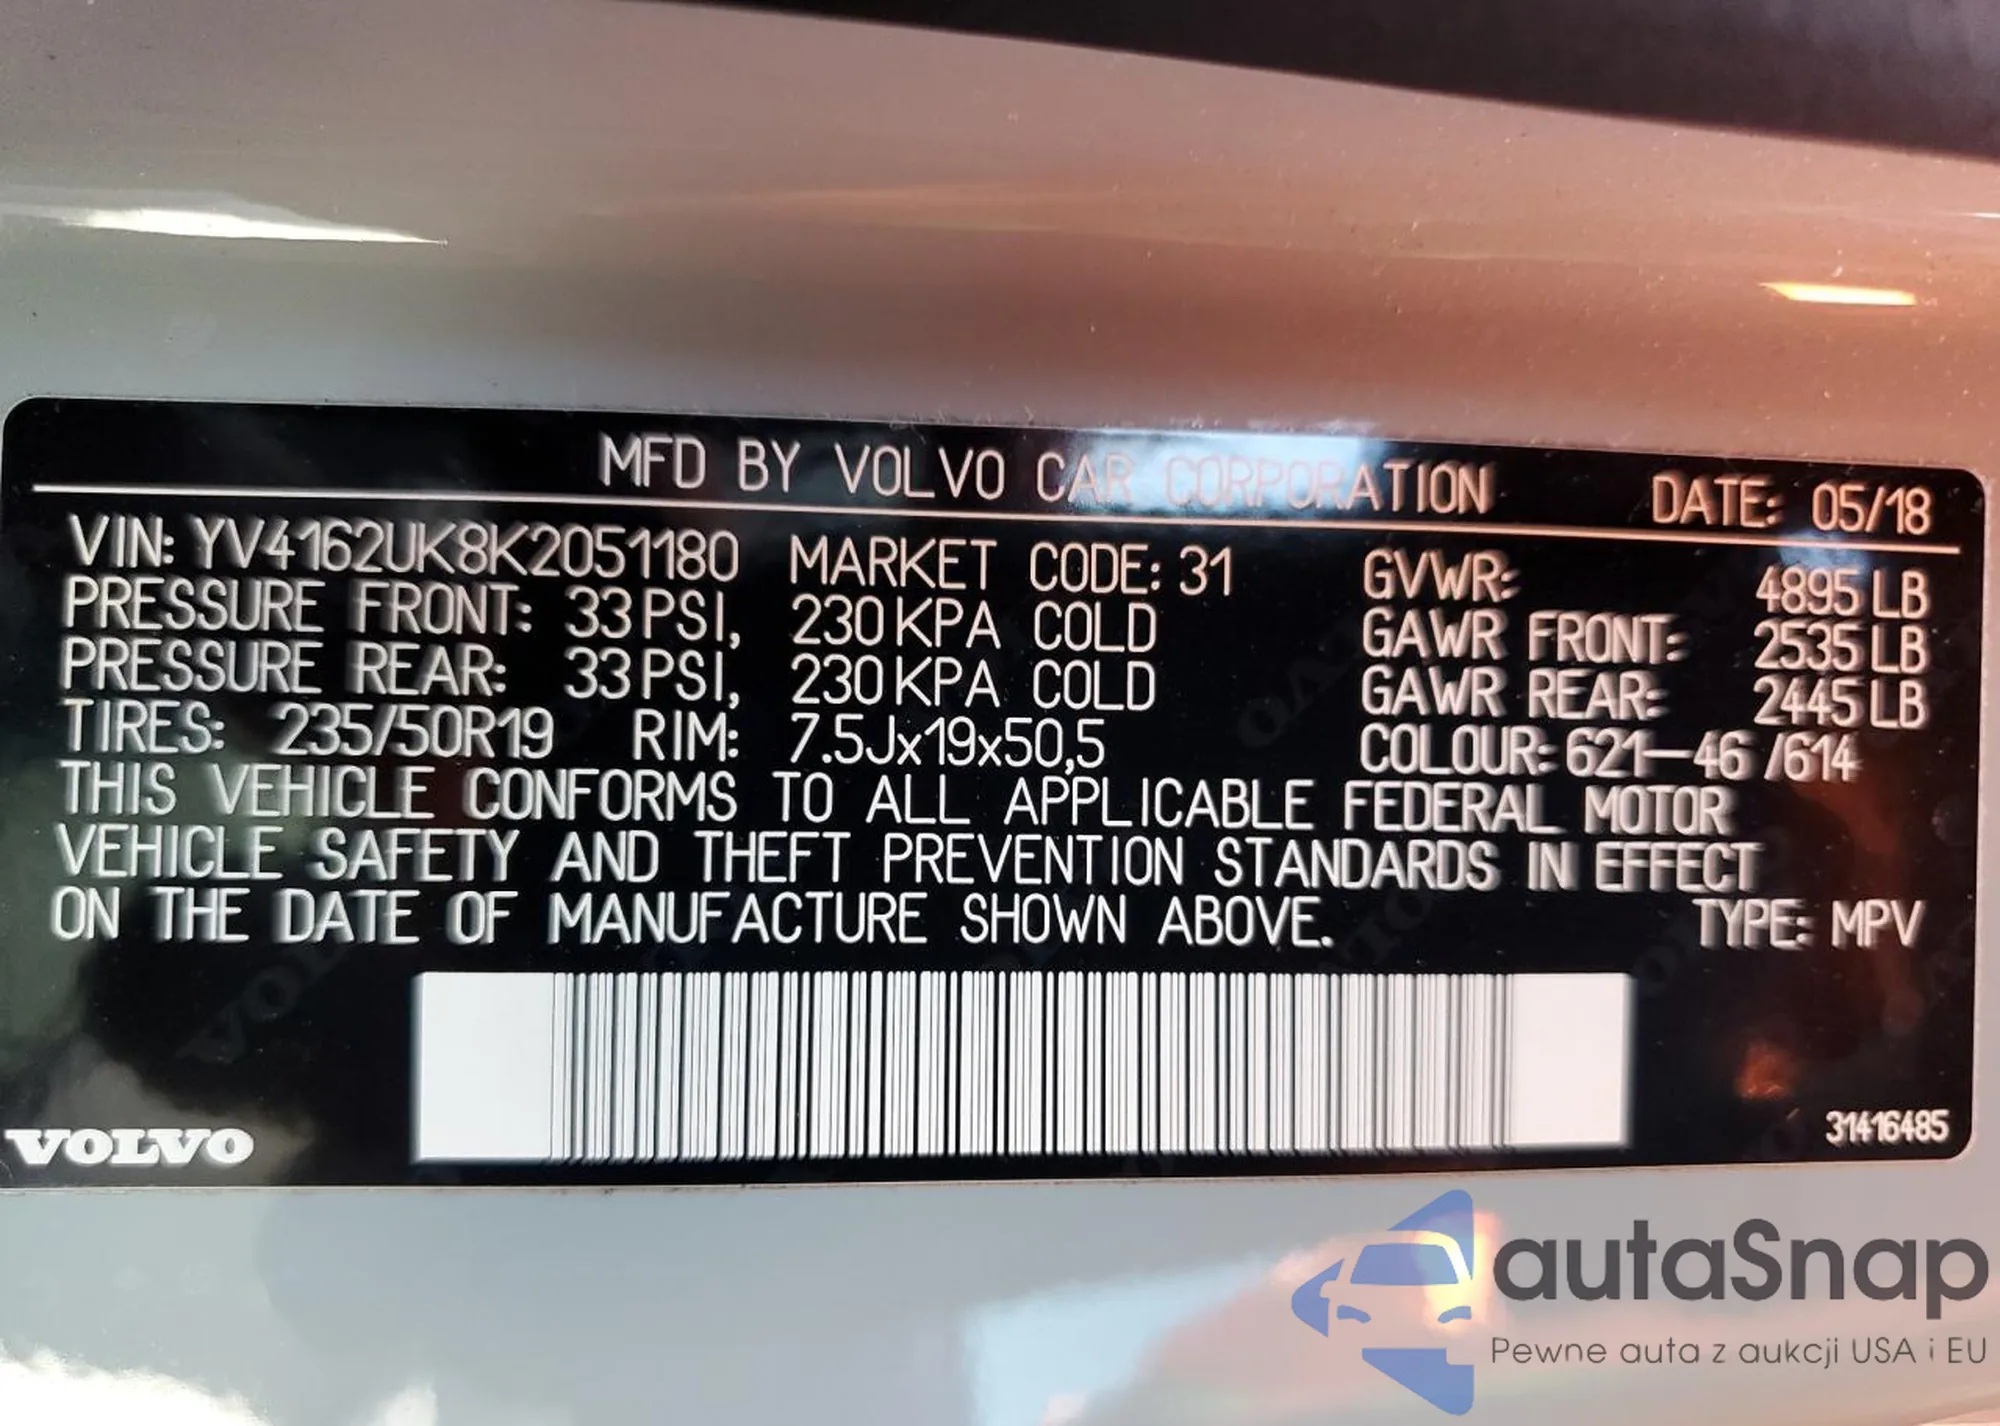 MFD BY VOLVO CAR CORPORATION DATE: 05/18
VIN: YV4162UK8K2051180 MARKET CODE: 31 GVWR: 4895 LB
PRESSURE FRONT: 33 PSI, 230 KPA COLD GAWR FRONT: 2535 LB
PRESSURE REAR: 33 PSI, 230 KPA COLD GAWR REAR: 2445 LB
TIRES: 235/50R19 RIM: 7.5Jx19x50,5 COLOUR: 621-46 /614
THIS VEHICLE CONFORMS TO ALL APPLICABLE FEDERAL MOTOR
VEHICLE SAFETY AND THEFT PREVENTION STANDARDS IN EFFECT
ON THE DATE OF MANUFACTURE SHOWN ABOVE. TYPE: MPV
VOLVO
31416485
autaSnap
Pewne auta z aukcji USA i EU